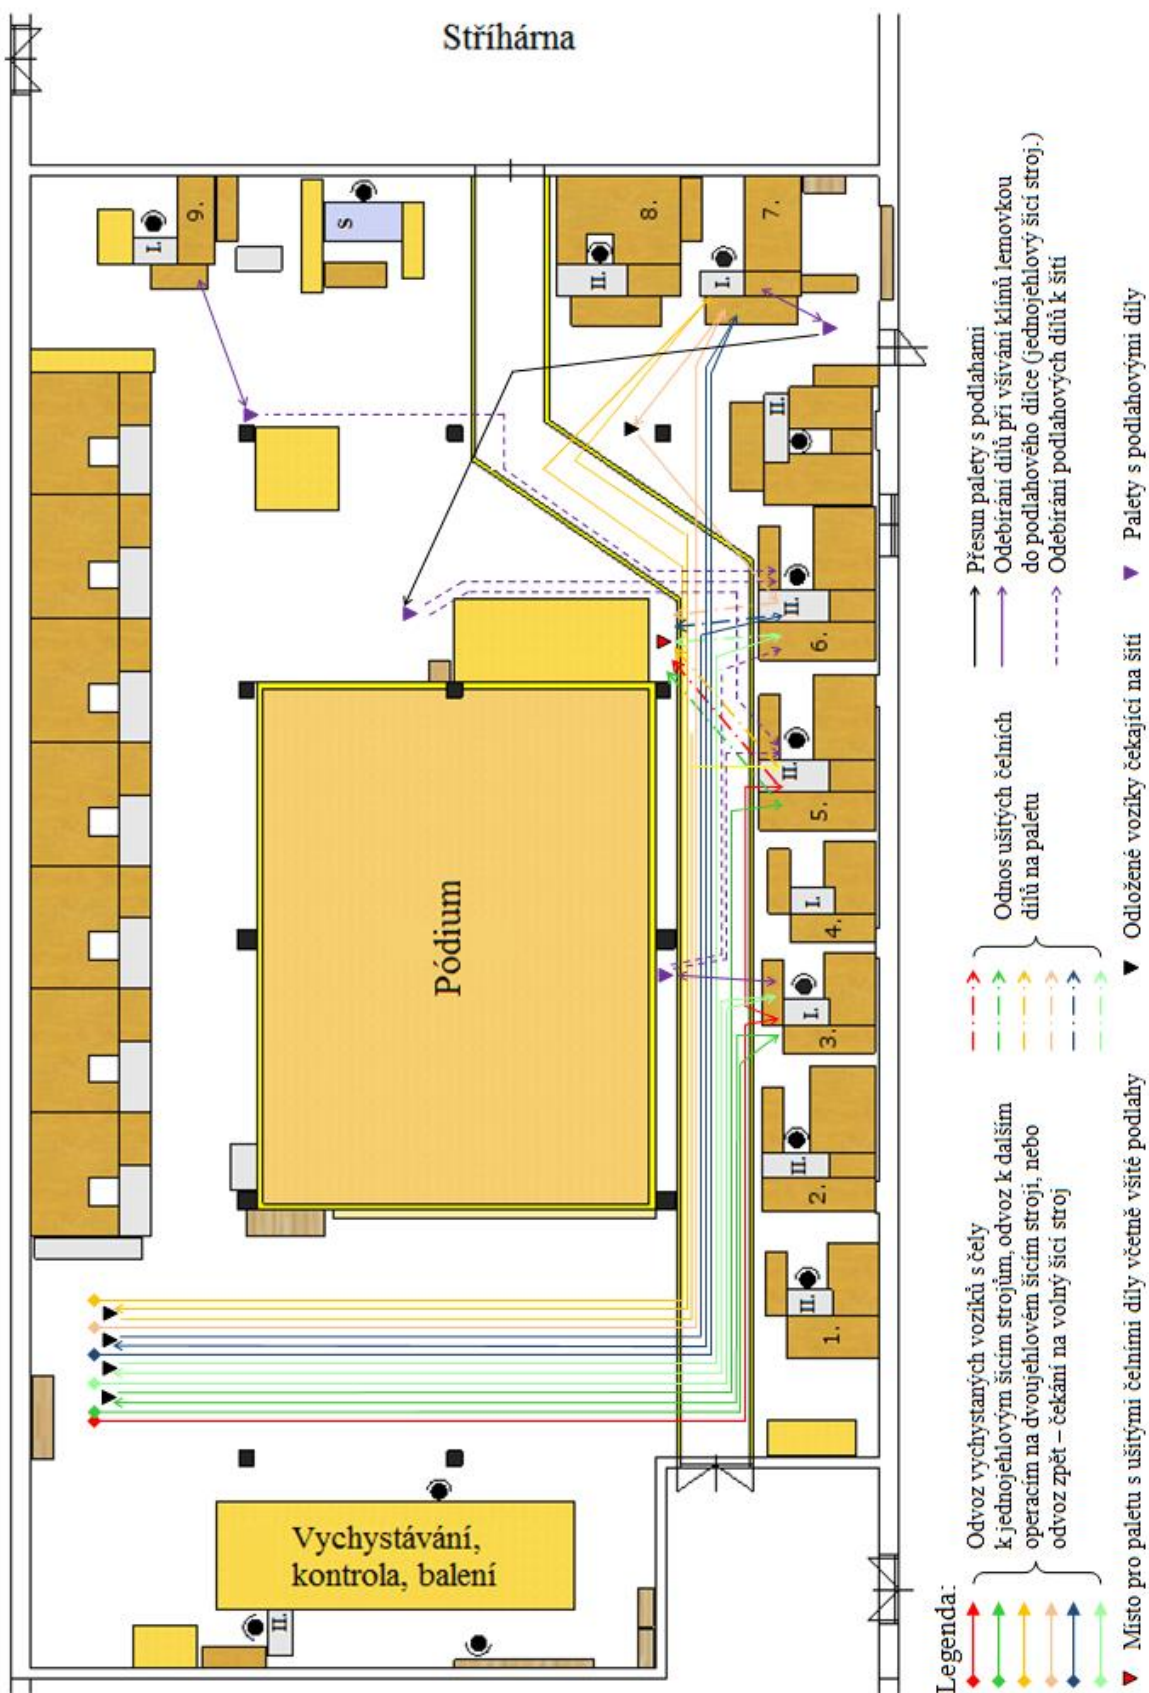 Stříhárna
9.
I.
S
8.
II.
7.
I.
II.
II.
6.
II.
5.
I.
4.
I.
3.
II.
2.
II.
1.
Pódium
Vychystávání,
kontrola, balení
II.
Legenda:
Odvoz vychystaných vozíků s čely
k jednojehlovým šicím strojům, odvoz k dalším
operacím na dvoujehlovém šicím stroji, nebo
odvoz zpět – čekání na volný šicí stroj
Odnos ušitých čelních
dílů na paletu
Přesun palety s podlahami
Odebírání dílů při všívání klínů lemovkou
do podlahového dílce (jednojehlový šicí stroj.)
Odebírání podlahových dílů k šití
Místo pro paletu s ušitými čelními díly včetně všité podlahy
Odložené vozíky čekající na šití
Palety s podlahovými díly